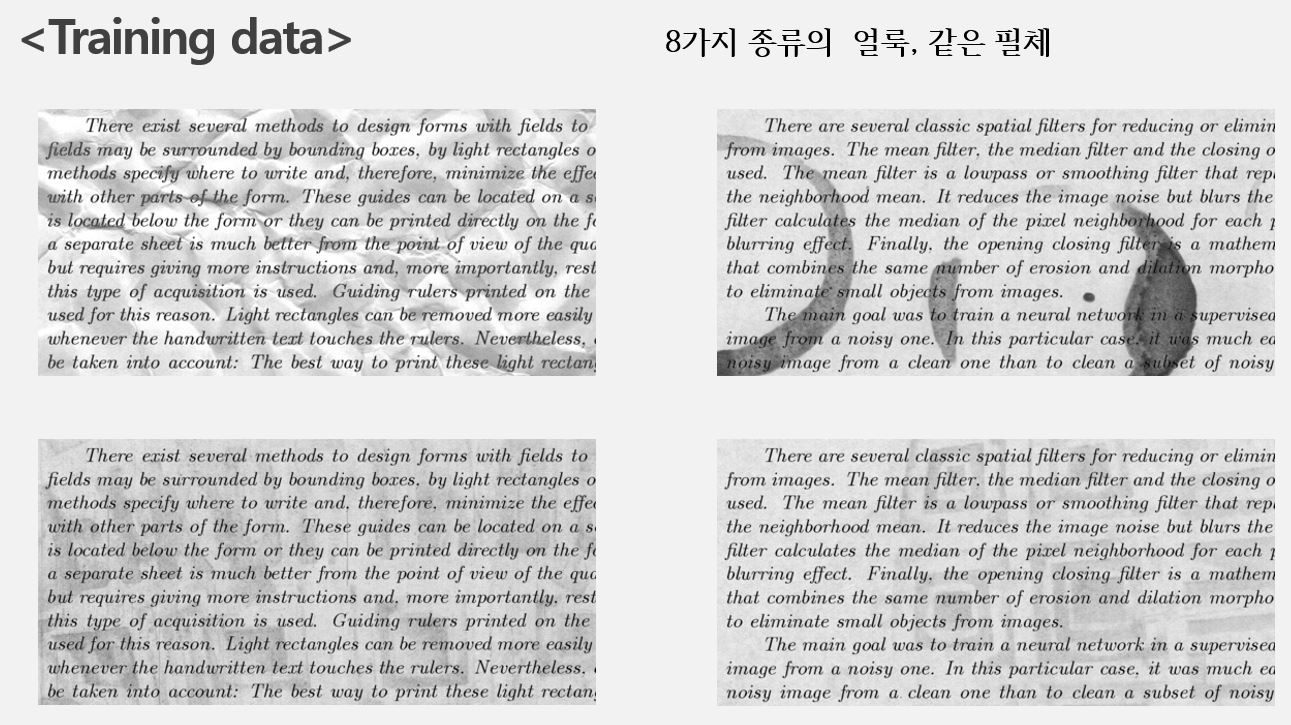 <Training data>
8가지 종류의 얼룩, 같은 필체
There exist several methods to design forms with fields to
fields may be surrounded by bounding boxes, by light rectangles o
methods specify where to write and, therefore, minimize the effec
with other parts of the form. These guides can be located on a s
is located below the form or they can be printed directly on the fo
a separate sheet is much better from the point of view of the qua
but requires giving more instructions and, more importantly, rest
this type of acquisition is used. Guiding rulers printed on the
used for this reason. Light rectangles can be removed more easily
whenever the handwritten text touches the rulers. Nevertheless,
be taken into account: The best way to print these light rectang
There are several classic spatial filters for reducing or elimin
from images. The mean filter, the median filter and the closing o
used. The mean filter is a lowpass or smoothing filter that repl
the neighborhood mean. It reduces the image noise but blurs the
filter calculates the median of the pixel neighborhood for each p
blurring effect. Finally, the opening closing filter is a mathem
that combines the same number of erosion and dilation morpho
to eliminate small objects from images.
The main goal was to train a neural network in a supervised
image from a noisy one. In this particular case, it was much ea
noisy image from a clean one than to clean a subset of noisy
There exist several methods to design forms with fields to
fields may be surrounded by bounding boxes, by light rectangles o
methods specify where to write and, therefore, minimize the effec
with other parts of the form. These guides can be located on a s
is located below the form or they can be printed directly on the fo
a separate sheet is much better from the point of view of the qua
but requires giving more instructions and, more importantly, rest
this type of acquisition is used. Guiding rulers printed on the
used for this reason. Light rectangles can be removed more easily
whenever the handwritten text touches the rulers. Nevertheless,
be taken into account: The best way to print these light rectang
There are several classic spatial filters for reducing or elimin
from images. The mean filter, the median filter and the closing o
used. The mean filter is a lowpass or smoothing filter that repl
the neighborhood mean. It reduces the image noise but blurs the
filter calculates the median of the pixel neighborhood for each p
blurring effect. Finally, the opening closing filter is a mathem
that combines the same number of erosion and dilation morpho
to eliminate small objects from images.
The main goal was to train a neural network in a supervised
image from a noisy one. In this particular case, it was much ea
noisy image from a clean one than to clean a subset of noisy